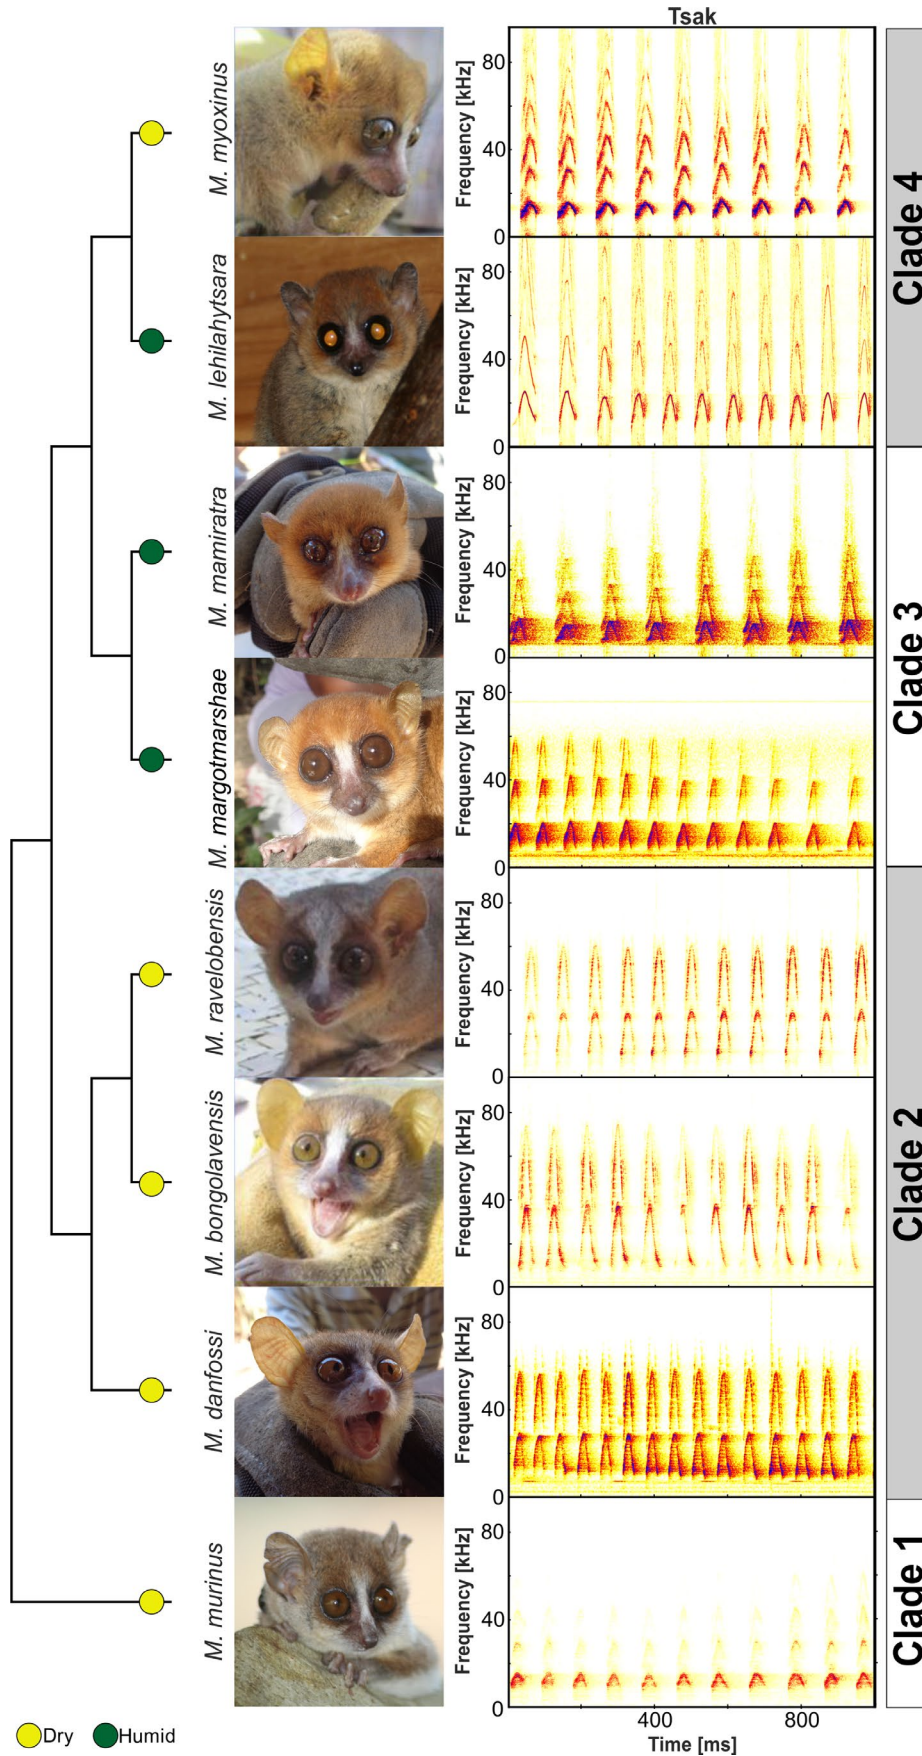 Tsak
M. myoxinus
Frequency [kHz]
80
40
0
Clade 4
M. lehilahytsara
Frequency [kHz]
80
40
0
M. mamiratra
Frequency [kHz]
80
40
0
Clade 3
M. margotmarshae
Frequency [kHz]
80
40
0
M. ravelobensis
Frequency [kHz]
80
40
0
Clade 2
M. bongolavensis
Frequency [kHz]
80
40
0
M. danfossi
Frequency [kHz]
80
40
0
M. murinus
Frequency [kHz]
80
40
0
Clade 1
400 800
Time [ms]
Dry Humid